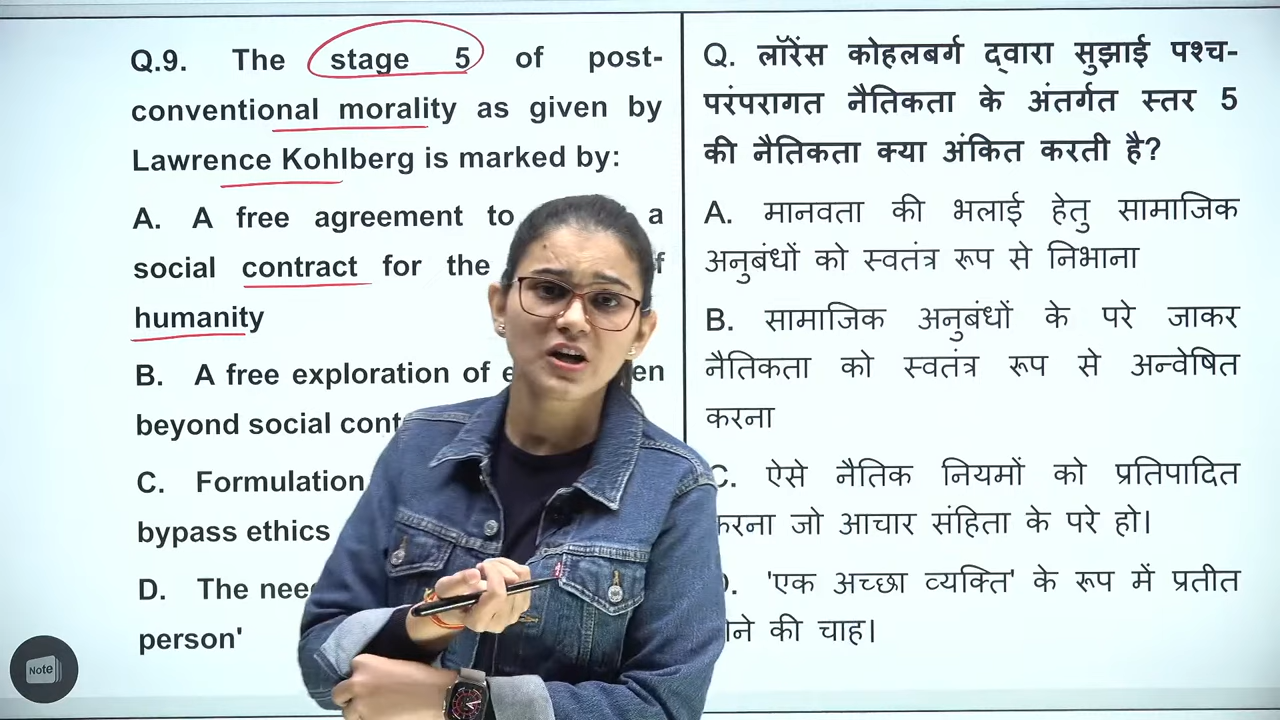 Q.9. The stage 5 of post-
conventional morality as given by
Lawrence Kohlberg is marked by:
A. A free agreement to a
social contract for the
humanity
B. A free exploration of
beyond social
C. Formulation
bypass ethics
D. The
person'
Q. लॉरेंस कोहलबर्ग द्वारा सुझाई पश्च-
परंपरागत नैतिकता के अंतर्गत स्तर 5
की नैतिकता क्या अंकित करती है?
A. मानवता की भलाई हेतु सामाजिक
अनुबंधों को स्वतंत्र रूप से निभाना
B. सामाजिक अनुबंधों के परे जाकर
नैतिकता को स्वतंत्र रूप से अन्वेषित
करना
C. ऐसे नैतिक नियमों को प्रतिपादित
करना जो आचार संहिता के परे हो।
'एक अच्छा व्यक्ति' के रूप में प्रतीत
की चाह।
Note